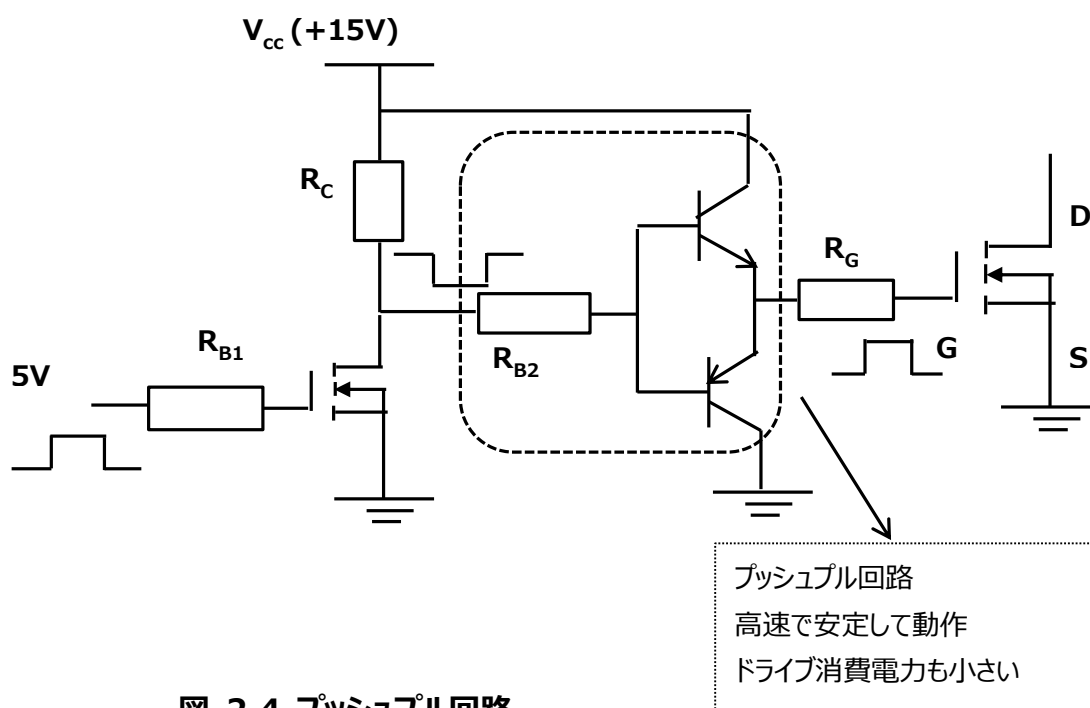 Vcc (+15V)
RC
D
RG
RB1
RB2
G
5V
S
プッシュプル回路
高速で安定して動作
ドライブ消費電力も小さい
図 2.4 プッシュプル回路